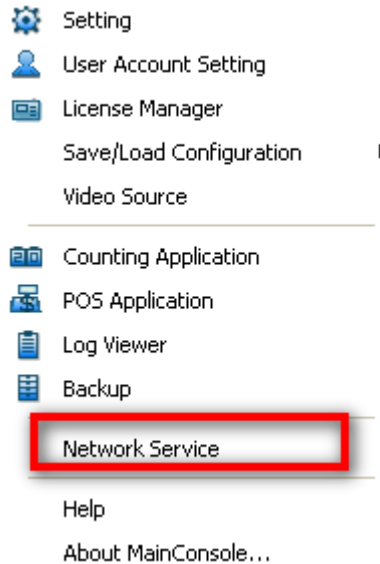 Setting
User Account Setting
License Manager
Save/Load Configuration
Video Source
Counting Application
POS Application
Log Viewer
Backup
Network Service
Help
About MainConsole...